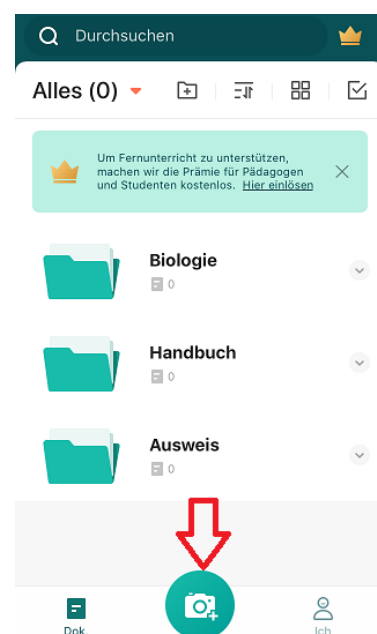 Durchsuchen
Alles (0)
Um Fernunterricht zu unterstützen,
machen wir die Prämie für Pädagogen
und Studenten kostenlos. Hier einlösen
Biologie
0
Handbuch
0
Ausweis
0
Dok.
Ich